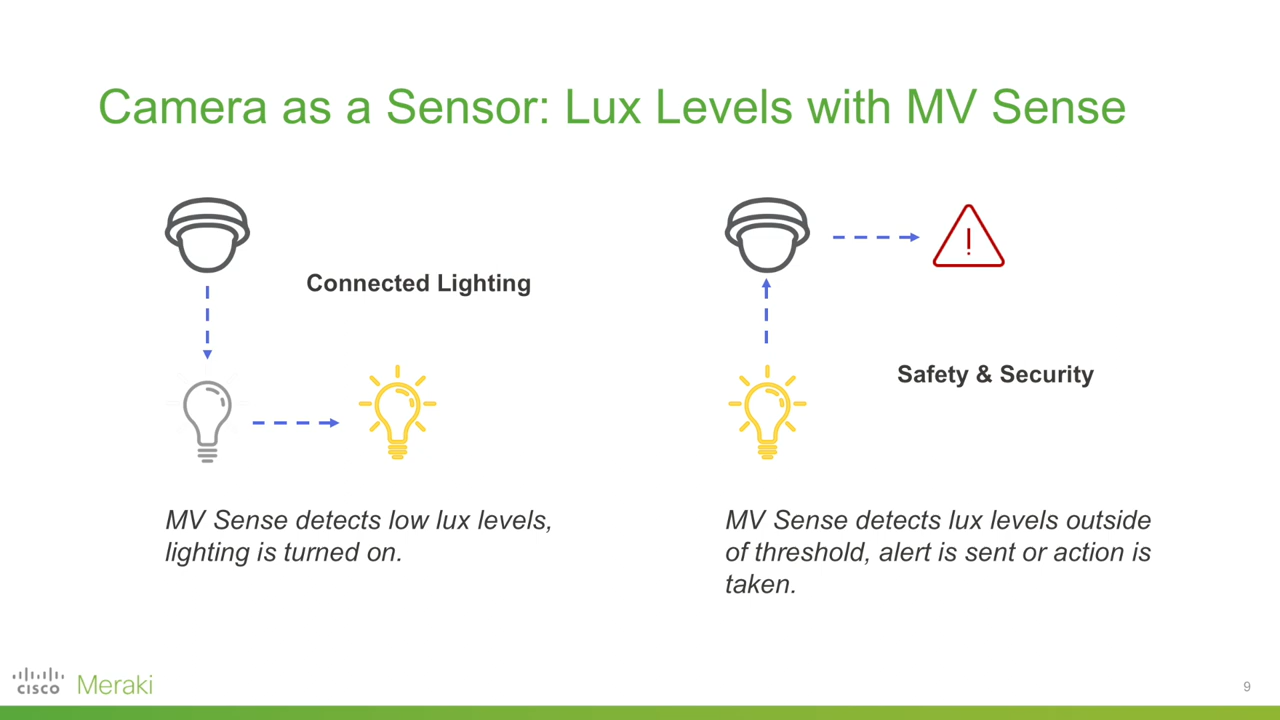 Camera as a Sensor: Lux Levels with MV Sense
Connected Lighting
MV Sense detects low lux levels,
lighting is turned on.
!
Safety & Security
MV Sense detects lux levels outside
of threshold, alert is sent or action is
taken.
CISCO Meraki
9